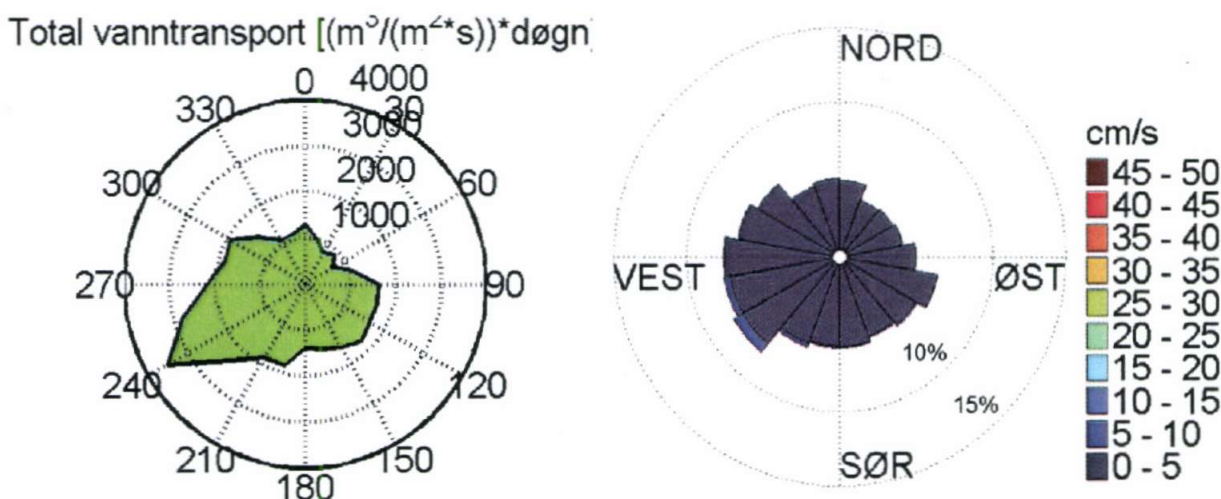 Total vanntransport [(m³/(m²*s))*døgn]
0
30
60
90
120
150
180
210
240
270
300
330
4000
3000
2000
1000
NORD
VEST
ØST
SØR
10%
15%
cm/s
45 - 50
40 - 45
35 - 40
30 - 35
25 - 30
20 - 25
15 - 20
10 - 15
5 - 10
0 - 5